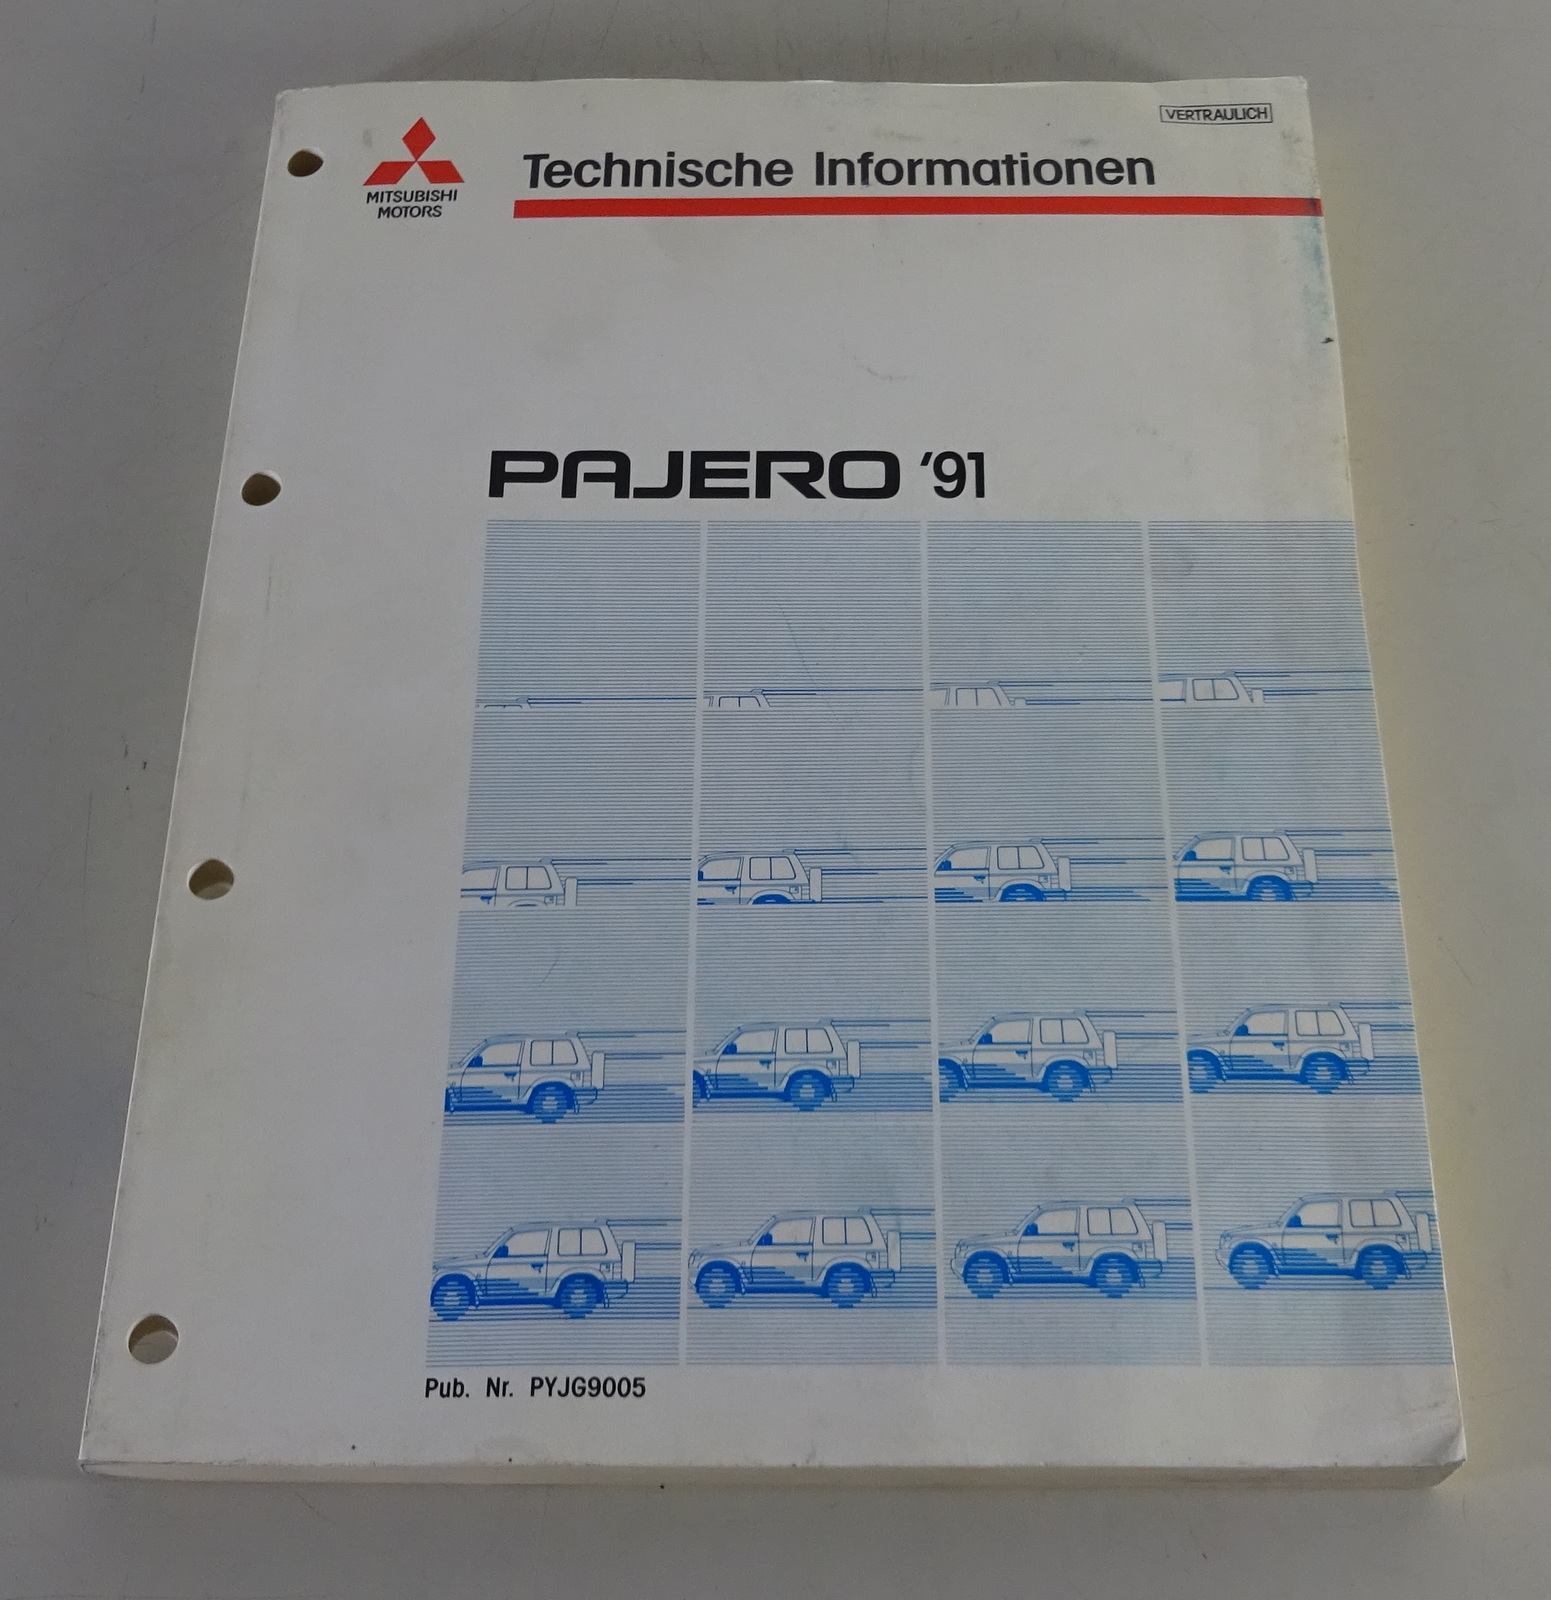 VERTRAULICH
Technische Informationen
MITSUBISHI
MOTORS
PAJERO '91
Pub. Nr. PYJG9005